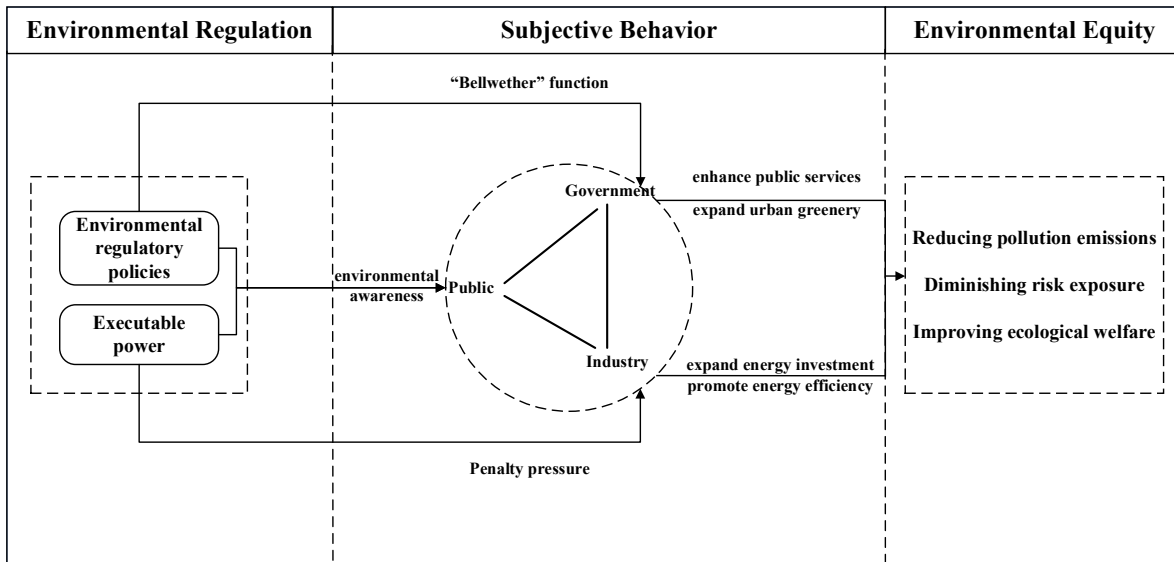 Environmental Regulation
Subjective Behavior
Environmental Equity
“Bellwether” function
Environmental
regulatory
policies
Executable
power
environmental
awareness
Government
Public
Industry
Penalty pressure
enhance public services
expand urban greenery
expand energy investment
promote energy efficiency
Reducing pollution emissions
Diminishing risk exposure
Improving ecological welfare